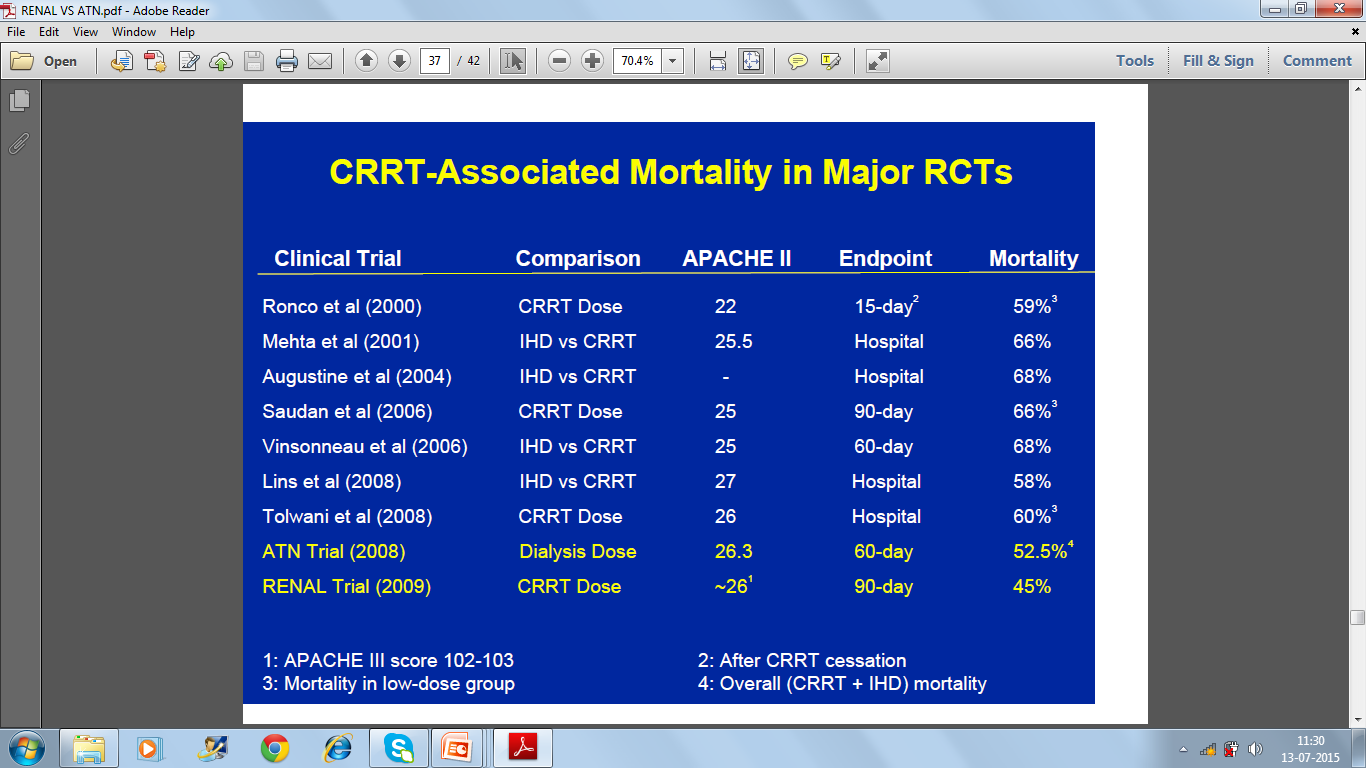 RENAL VS ATN.pdf - Adobe Reader
File Edit View Window Help
Open 37 / 42 70.4% Tools Fill & Sign Comment
CRRT-Associated Mortality in Major RCTs
Clinical Trial Comparison APACHE II Endpoint Mortality
Ronco et al (2000) CRRT Dose 22 15-day² 59%³
Mehta et al (2001) IHD vs CRRT 25.5 Hospital 66%
Augustine et al (2004) IHD vs CRRT - Hospital 68%
Saudan et al (2006) CRRT Dose 25 90-day 66%³
Vinsonneau et al (2006) IHD vs CRRT 25 60-day 68%
Lins et al (2008) IHD vs CRRT 27 Hospital 58%
Tolwani et al (2008) CRRT Dose 26 Hospital 60%³
ATN Trial (2008) Dialysis Dose 26.3 60-day 52.5%⁴
RENAL Trial (2009) CRRT Dose ~26¹ 90-day 45%
1: APACHE III score 102-103 2: After CRRT cessation
3: Mortality in low-dose group 4: Overall (CRRT + IHD) mortality
11:30
13-07-2015